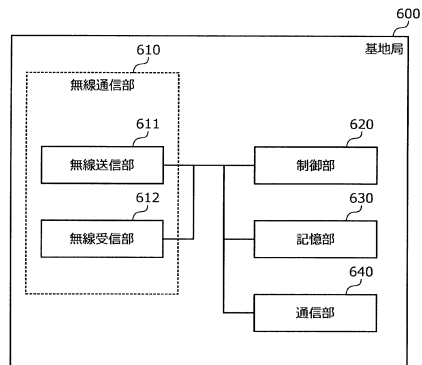 600
基地局
610
無線通信部
611
無線送信部
612
無線受信部
620
制御部
630
記憶部
640
通信部